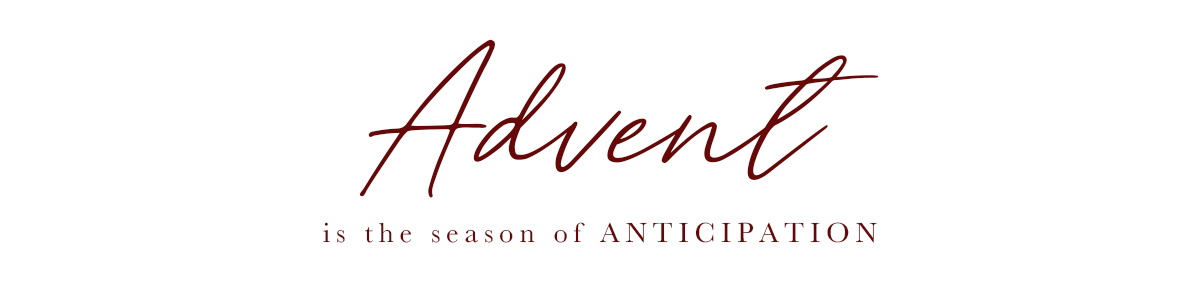 Advent
is the season of ANTICIPATION